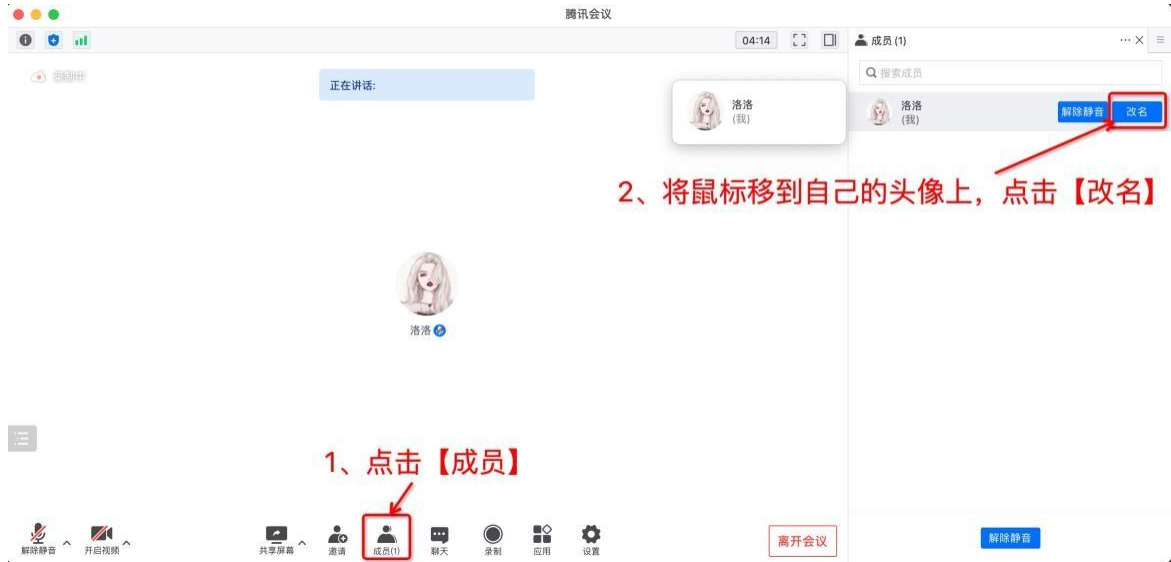 腾讯会议
04:14
成员 (1)
录制中
正在讲话:
搜索成员
洛洛
(我)
洛洛
(我)
解除静音
改名
2、将鼠标移到自己的头像上，点击【改名】
洛洛
1、点击【成员】
解除静音
开启视频
共享屏幕
邀请
成员(1)
聊天
录制
应用
设置
离开会议
解除静音